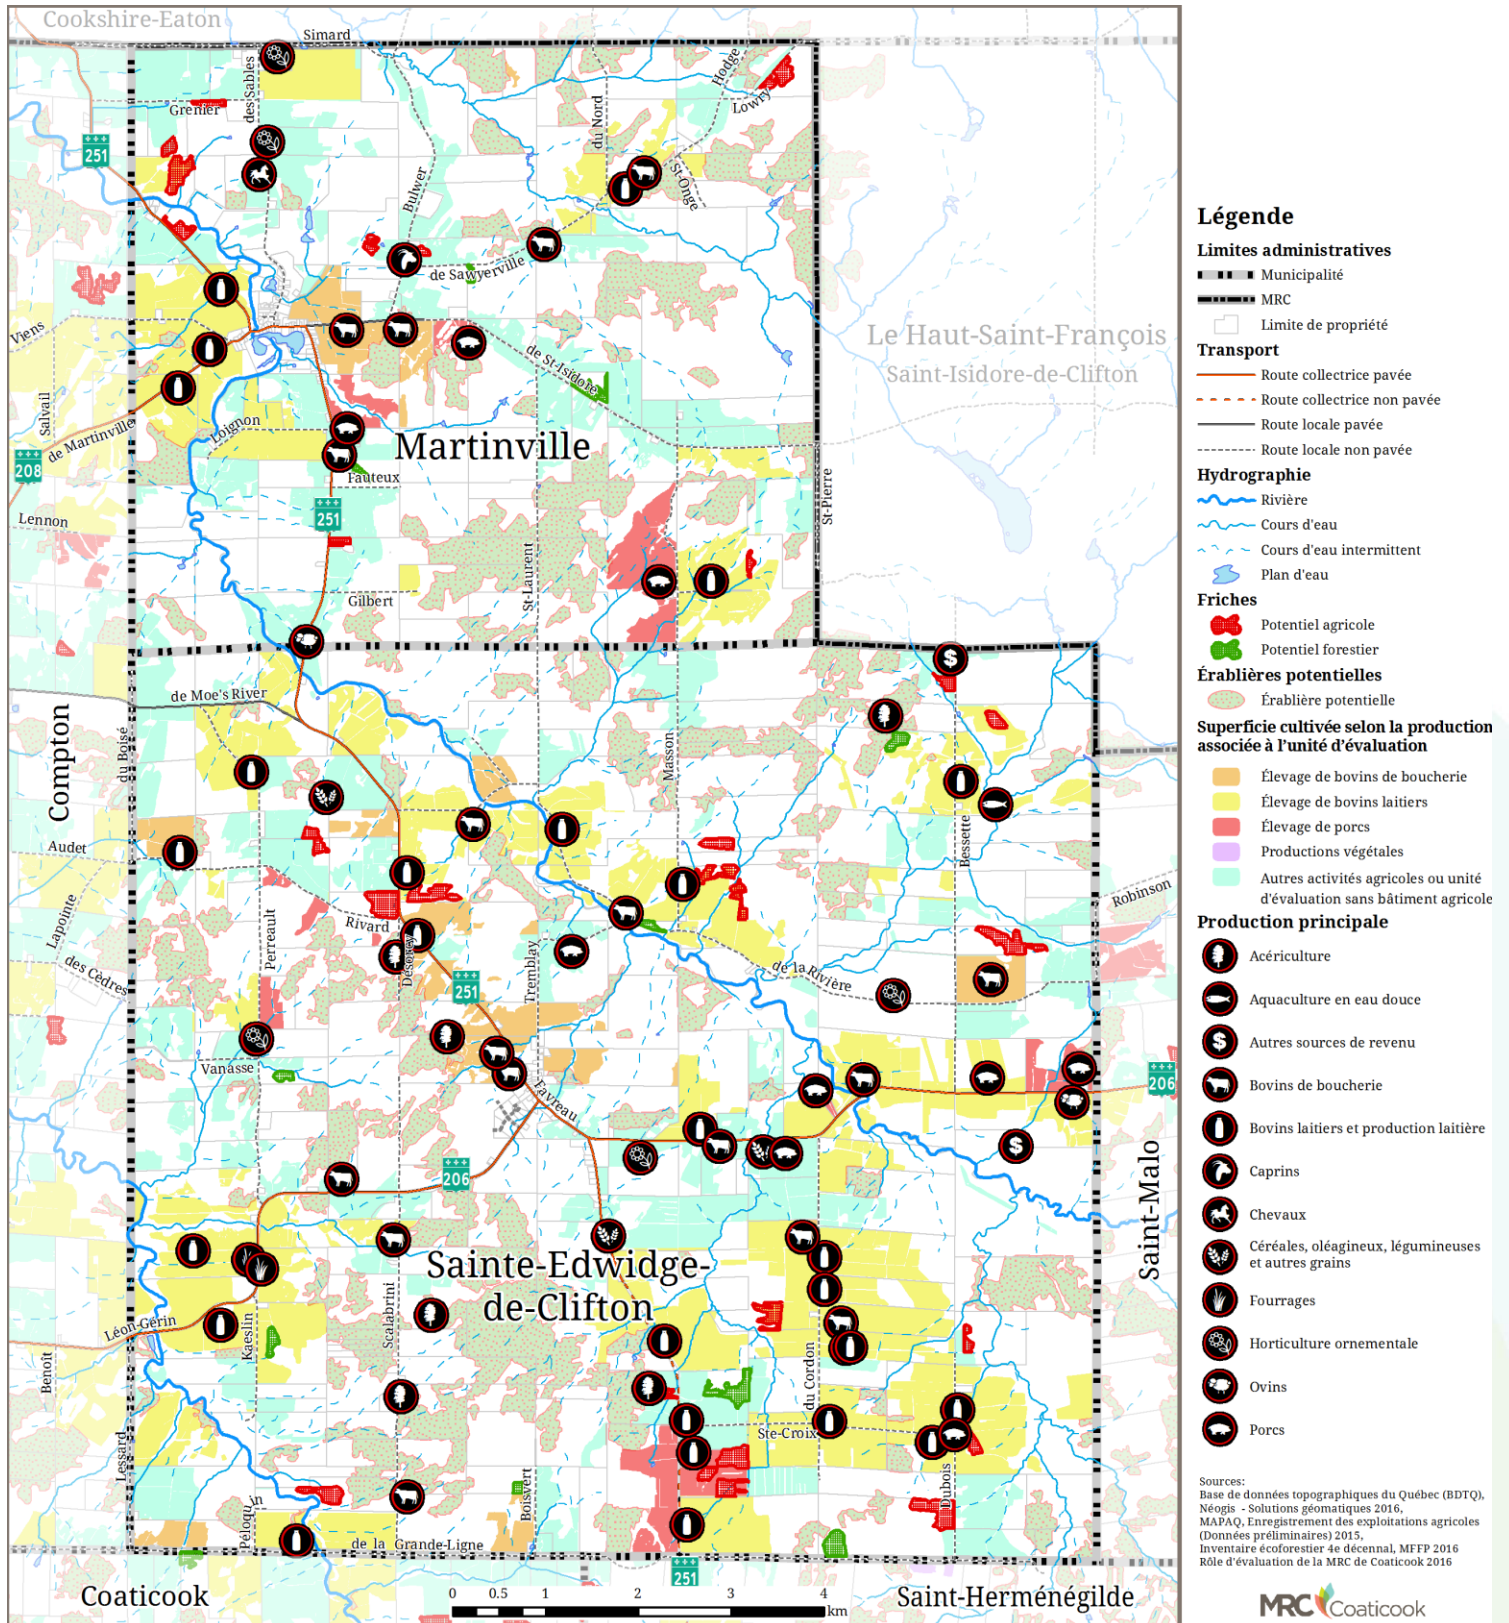 Cookshire-Eaton
Simard
Hodge
Lowry
des Sables
Grenier
du Nord
251
St-Onge
Bulwer
de Sawyerville
Viens
Le Haut-Saint-François
Saint-Isidore-de-Clifton
de St-Isidore
Salvail
de Martinville
Loignon
Martinville
208
Fauteux
251
St-Pierre
Lennon
St-Laurent
Gilbert
de Moe's River
Compton
du Boisé
Masson
Audet
Bessette
Robinson
Lapointe
Rivard
Perreault
des Cèdres
Désorcy
Tremblay
de la Rivière
251
Vanasse
Favreau
206
206
Saint-Malo
Sainte-Edwidge-
de-Clifton
Léon-Gérin
Kaeslin
Scalabrini
Benoit
du Cordon
Ste-Croix
Lessard
Dubois
Boisvert
Péloquin
de la Grande-Ligne
251
Coaticook
0 0.5 1 2 3 4
km
Saint-Herménégilde
Légende
Limites administratives
Municipalité
MRC
Limite de propriété
Transport
Route collectrice pavée
Route collectrice non pavée
Route locale pavée
Route locale non pavée
Hydrographie
Rivière
Cours d'eau
Cours d'eau intermittent
Plan d'eau
Friches
Potentiel agricole
Potentiel forestier
Érablières potentielles
Érablière potentielle
Superficie cultivée selon la production
associée à l'unité d'évaluation
Élevage de bovins de boucherie
Élevage de bovins laitiers
Élevage de porcs
Productions végétales
Autres activités agricoles ou unité
d'évaluation sans bâtiment agricole
Production principale
Acériculture
Aquaculture en eau douce
Autres sources de revenu
Bovins de boucherie
Bovins laitiers et production laitière
Caprins
Chevaux
Céréales, oléagineux, légumineuses
et autres grains
Fourrages
Horticulture ornementale
Ovins
Porcs
Sources:
Base de données topographiques du Québec (BDTQ),
Néogis - Solutions géomatiques 2016,
MAPAQ, Enregistrement des exploitations agricoles
(Données préliminaires) 2015,
Inventaire écoforestier 4e décennal, MFFP 2016
Rôle d'évaluation de la MRC de Coaticook 2016
MRC Coaticook